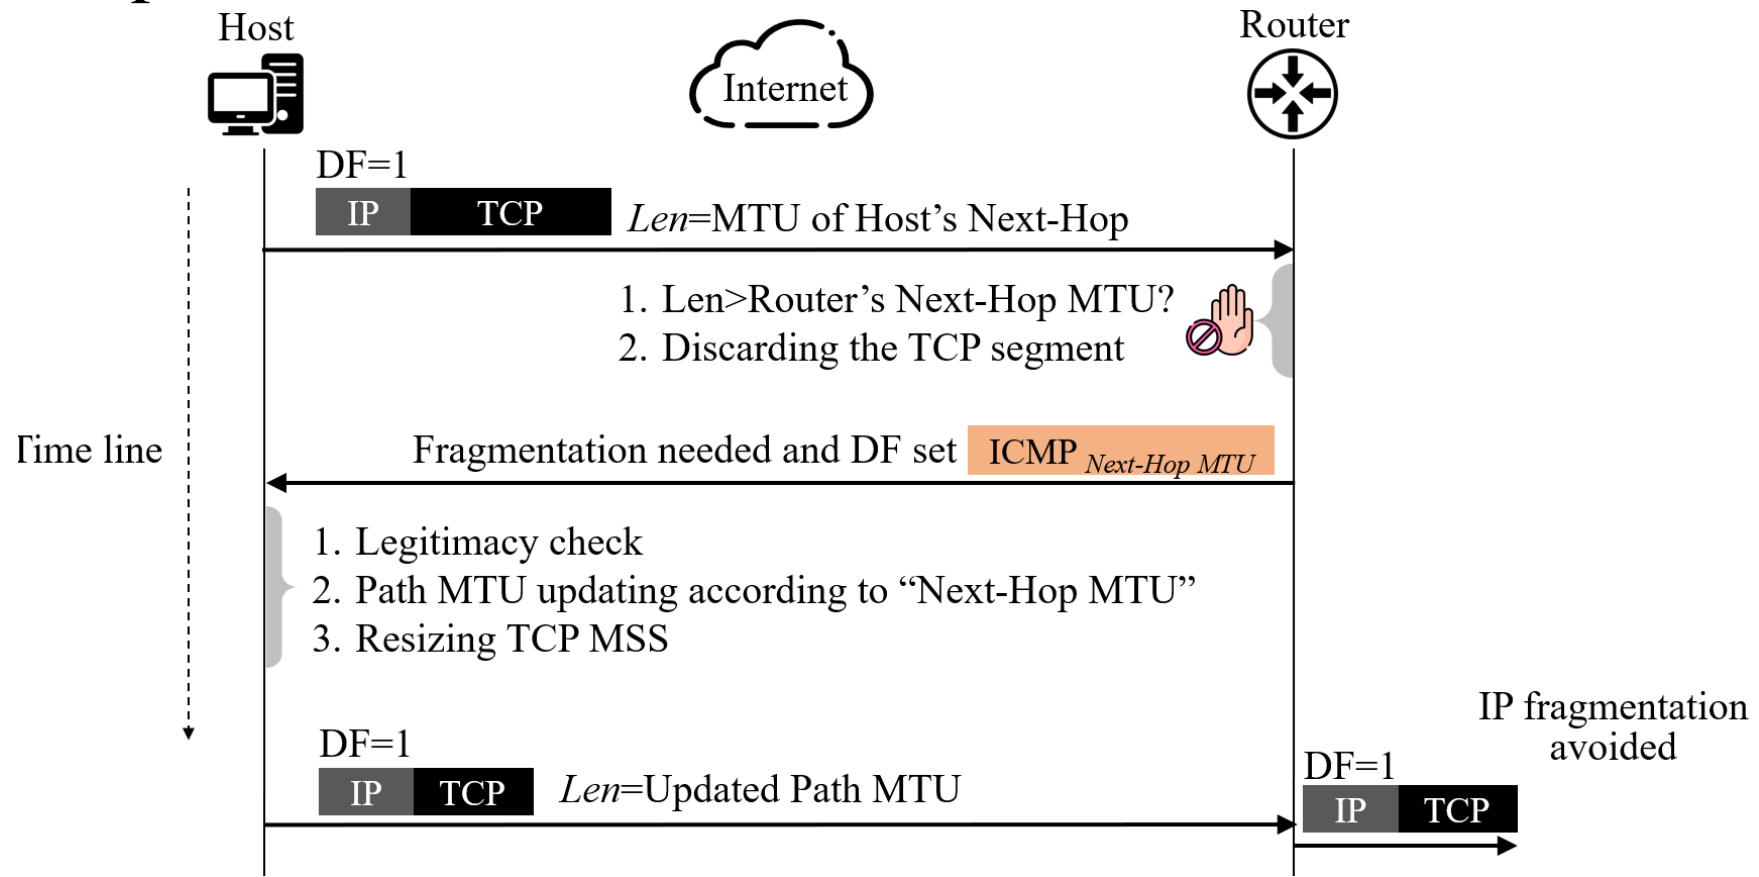 Host
Internet
Router
DF=1
IP TCP Len=MTU of Host’s Next-Hop
1. Len>Router’s Next-Hop MTU?
2. Discarding the TCP segment
Time line
Fragmentation needed and DF set ICMP Next-Hop MTU
1. Legitimacy check
2. Path MTU updating according to “Next-Hop MTU”
3. Resizing TCP MSS
IP fragmentation
avoided
DF=1
IP TCP Len=Updated Path MTU
DF=1
IP TCP